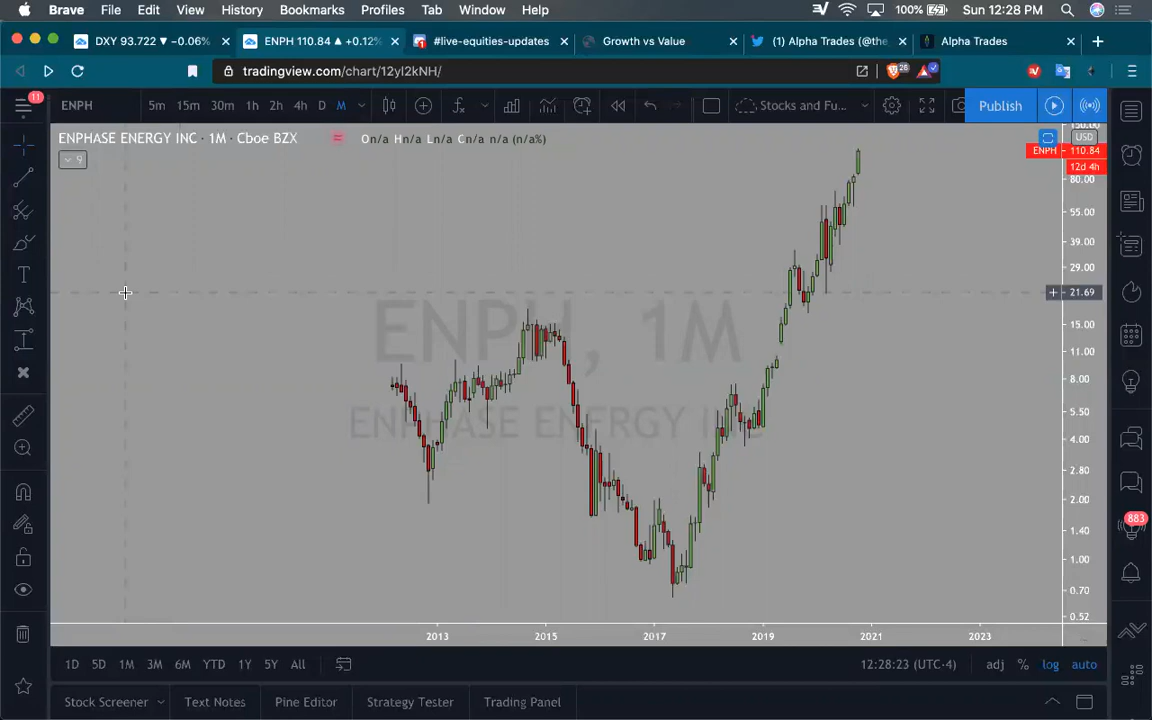 Brave File Edit View History Bookmarks Profiles Tab Window Help 100% Sun 12:28 PM
DXY 93.722 ▼ −0.06% ENPH 110.84 ▲ +0.12% #live-equities-updates Growth vs Value (1) Alpha Trades (@the_ Alpha Trades
tradingview.com/chart/12yl2kNH/ 26
11 ENPH 5m 15m 30m 1h 2h 4h D M Stocks and Fu... Publish
ENPHASE ENERGY INC · 1M · Cboe BZX On/a Hn/a Ln/a Cn/a n/a (n/a%)
9
USD
150.00
ENPH 110.84
12d 4h
80.00
55.00
39.00
29.00
21.69
15.00
11.00
8.00
5.50
4.00
2.80
2.00
1.40
1.00
0.70
0.52
ENPH, 1M
ENPHASE ENERGY INC
883
2013 2015 2017 2019 2021 2023
1D 5D 1M 3M 6M YTD 1Y 5Y All 12:28:23 (UTC-4) adj % log auto
Stock Screener Text Notes Pine Editor Strategy Tester Trading Panel